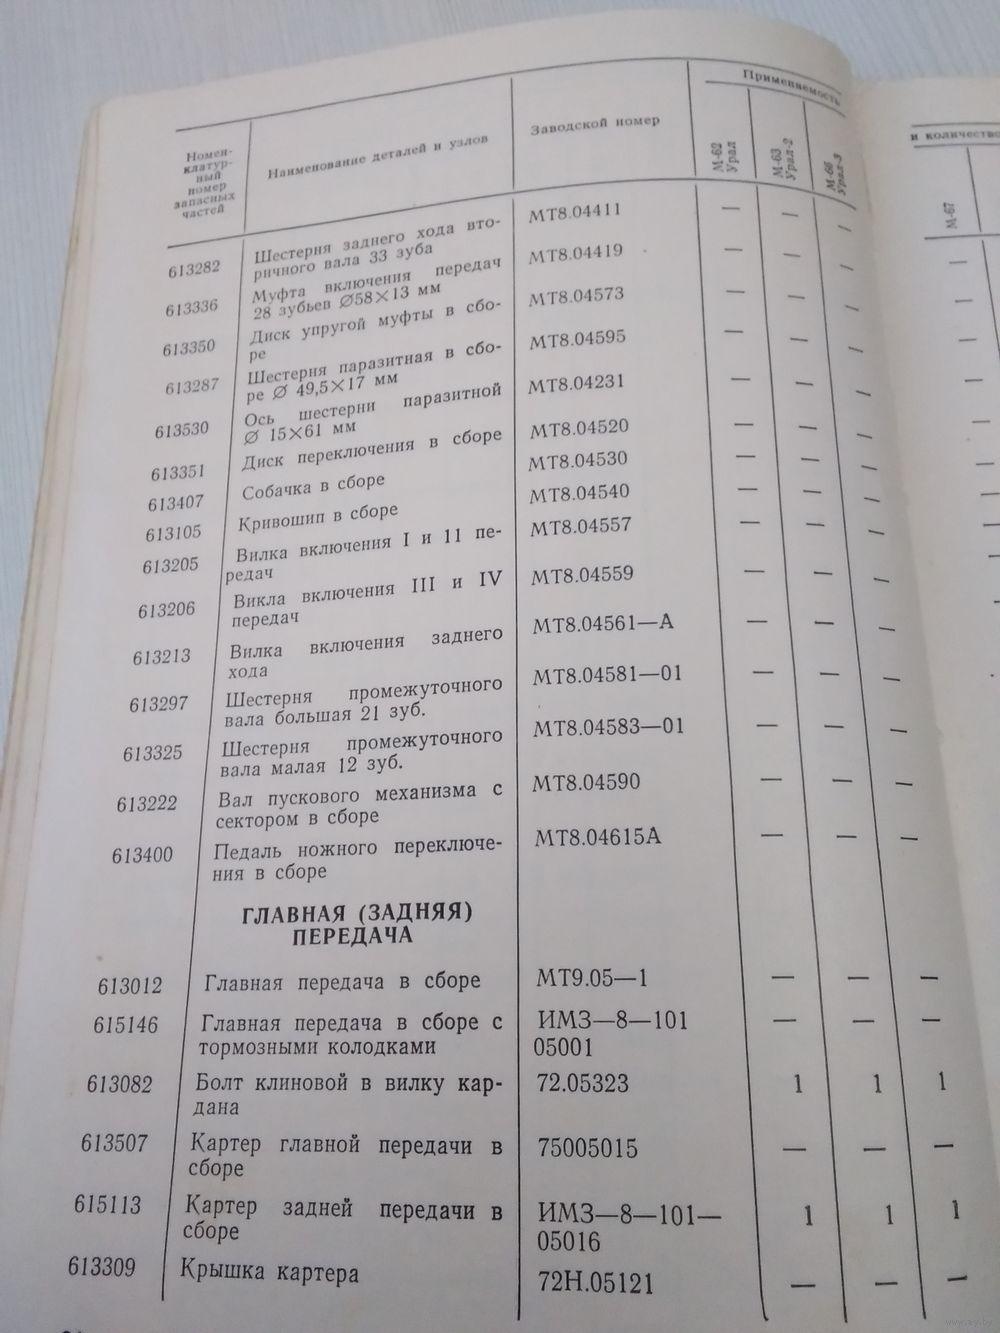 Применяемость
и количество
Номен-
клатур-
ный
номер
запасных
частей
Наименование деталей и узлов
Заводской номер
М-62
Урал
М-63
Урал-2
М-66
Урал-3
М-67
613282 Шестерня заднего хода вто- МТ8.04411 — — — —
ричного вала 33 зуба
613336 Муфта включения передач МТ8.04419 — — — —
28 зубьев Ø58×13 мм
613350 Диск упругой муфты в сбо- МТ8.04573 — — — —
ре
613287 Шестерня паразитная в сбо- МТ8.04595 — — — —
ре Ø 49,5×17 мм
613530 Ось шестерни паразитной МТ8.04231 — — — —
Ø 15×61 мм
613351 Диск переключения в сборе МТ8.04520 — — — —
613407 Собачка в сборе МТ8.04530 — — — —
613105 Кривошип в сборе МТ8.04540 — — — —
613205 Вилка включения I и 11 пе- МТ8.04557 — — —
редач
613206 Викла включения III и IV МТ8.04559 — — —
передач
613213 Вилка включения заднего МТ8.04561—А — — —
хода
613297 Шестерня промежуточного МТ8.04581—01 — — —
вала большая 21 зуб.
613325 Шестерня промежуточного МТ8.04583—01 — — —
вала малая 12 зуб.
613222 Вал пускового механизма с МТ8.04590 — — —
сектором в сборе
613400 Педаль ножного переключе- МТ8.04615А — — —
ния в сборе
ГЛАВНАЯ (ЗАДНЯЯ)
ПЕРЕДАЧА
613012 Главная передача в сборе МТ9.05—1 — — —
615146 Главная передача в сборе с ИМЗ—8—101 — — —
тормозными колодками 05001
613082 Болт клиновой в вилку кар- 72.05323 1 1 1
дана
613507 Картер главной передачи в 75005015 — — —
сборе
615113 Картер задней передачи в ИМЗ—8—101— 1 1 1
сборе 05016
613309 Крышка картера 72Н.05121 — — —